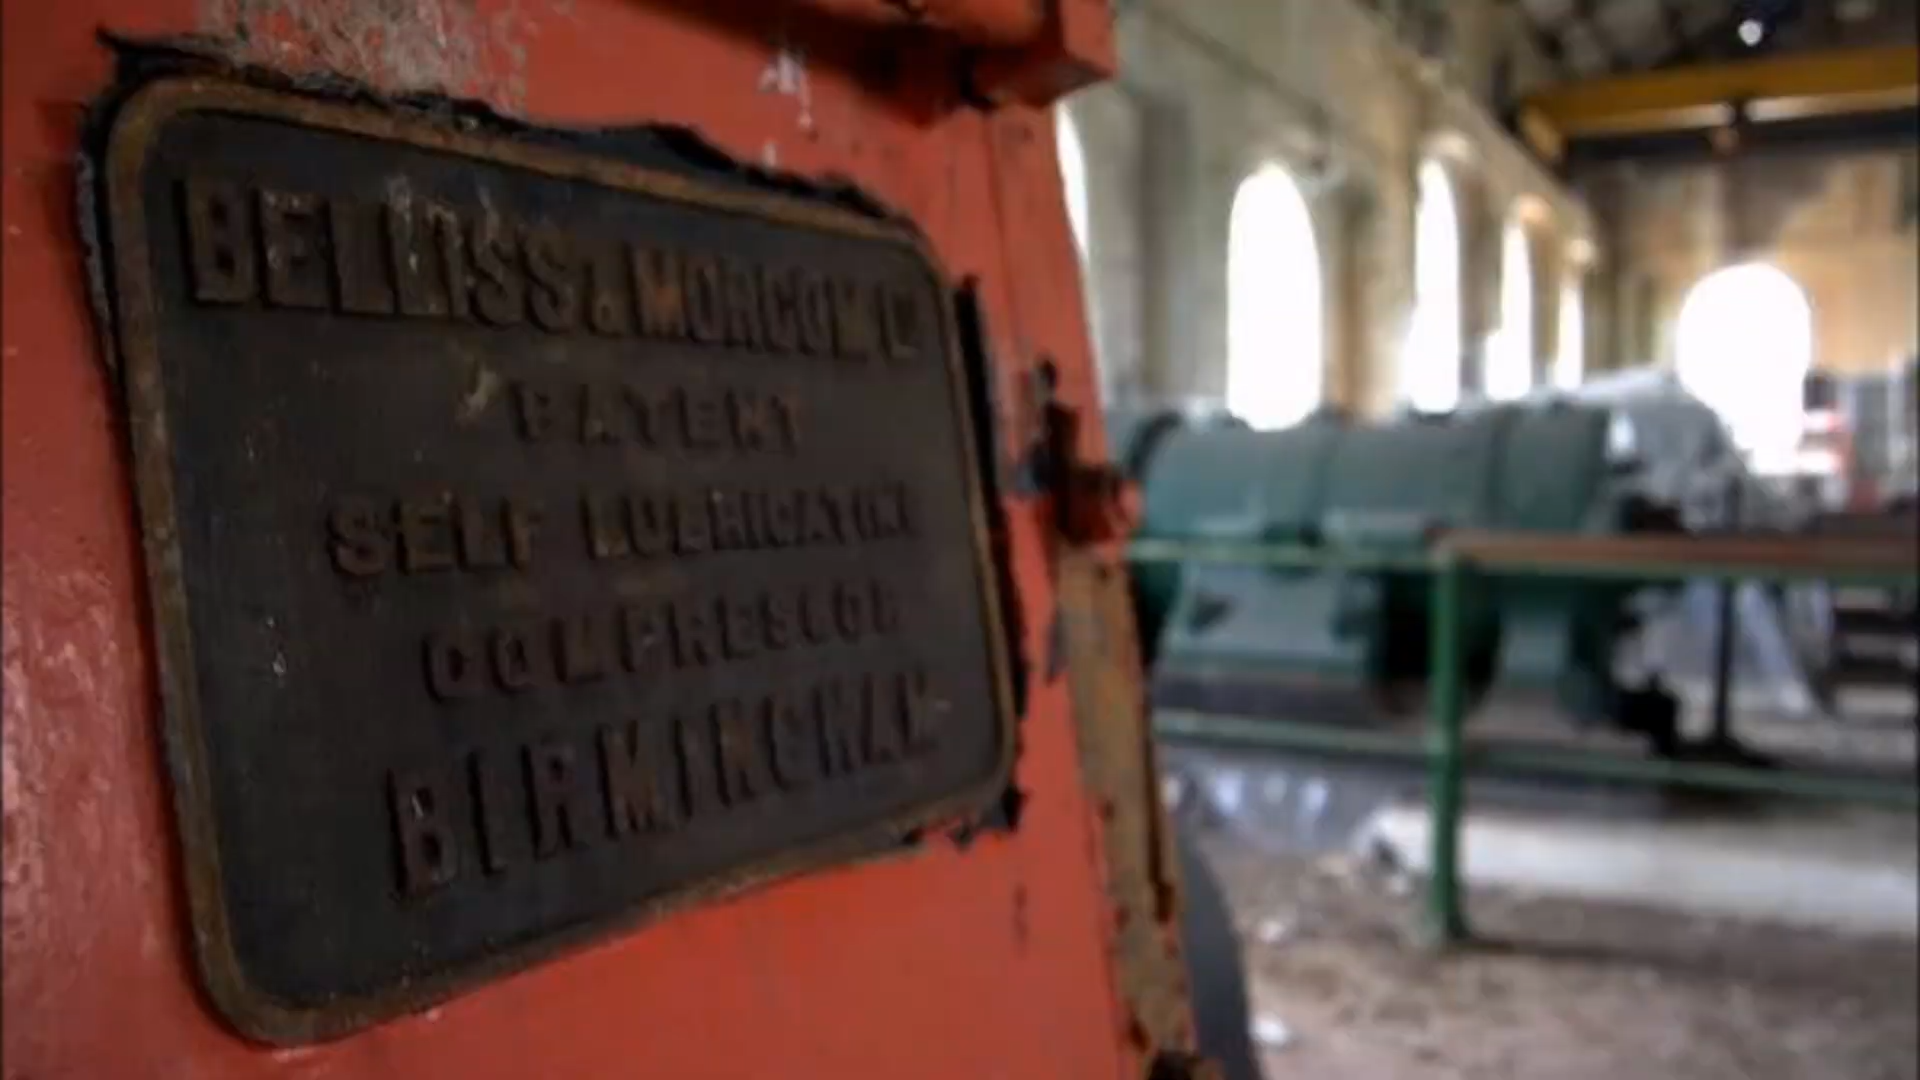 BELLISS & MORCOM LD
PATENT
SELF LUBRICATING
COMPRESSOR
BIRMINGHAM